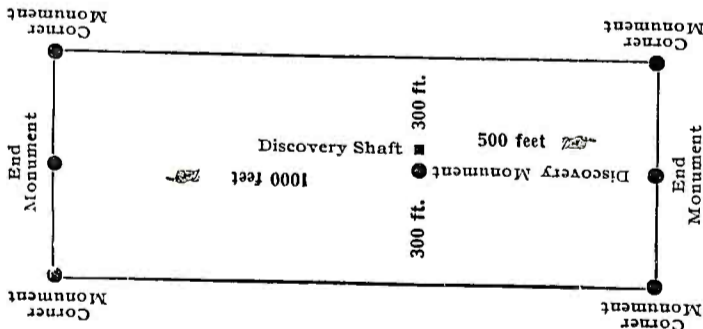 Corner
Monument
Corner
Monument
300 ft.
500 feet
Discovery Shaft
End
Monument
1000 feet
Discovery Monument
End
Monument
300 ft.
Corner
Monument
Corner
Monument